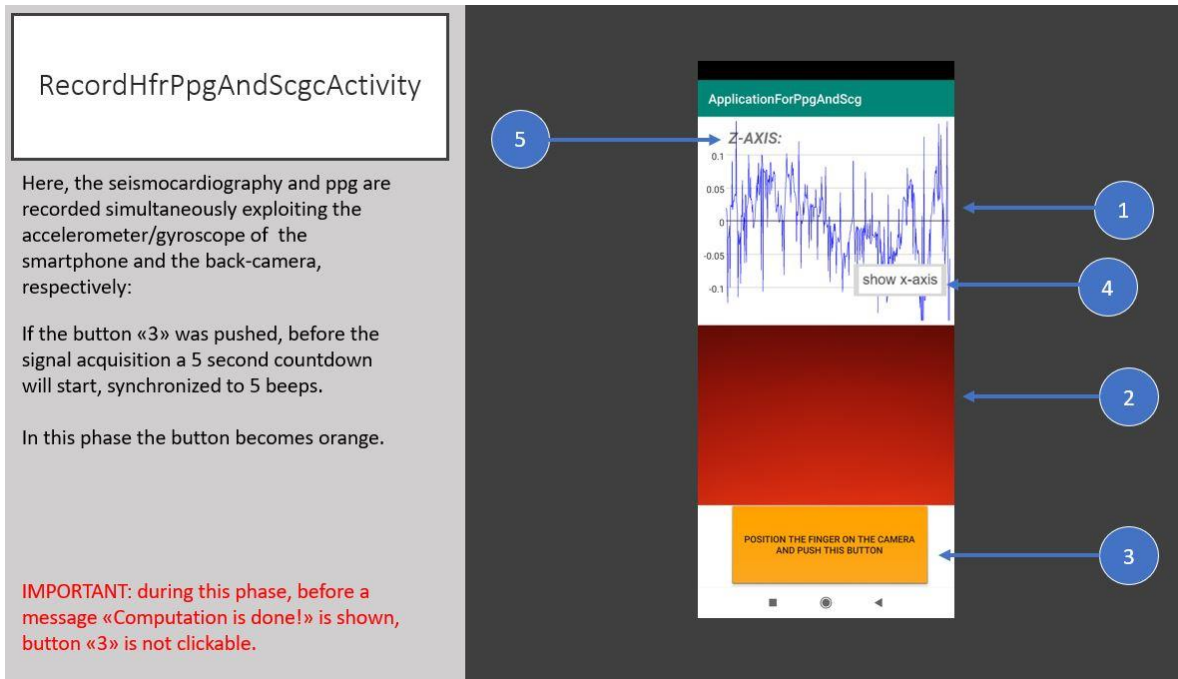 RecordHfrPpgAndScgcActivity
Here, the seismocardiography and ppg are
recorded simultaneously exploiting the
accelerometer/gyroscope of the
smartphone and the back-camera,
respectively:
If the button «3» was pushed, before the
signal acquisition a 5 second countdown
will start, synchronized to 5 beeps.
In this phase the button becomes orange.
IMPORTANT: during this phase, before a
message «Computation is done!» is shown,
button «3» is not clickable.
ApplicationForPpgAndScg
5
Z-AXIS:
0.1
0.05
0
-0.05
-0.1
1
show x-axis
4
2
POSITION THE FINGER ON THE CAMERA
AND PUSH THIS BUTTON
3